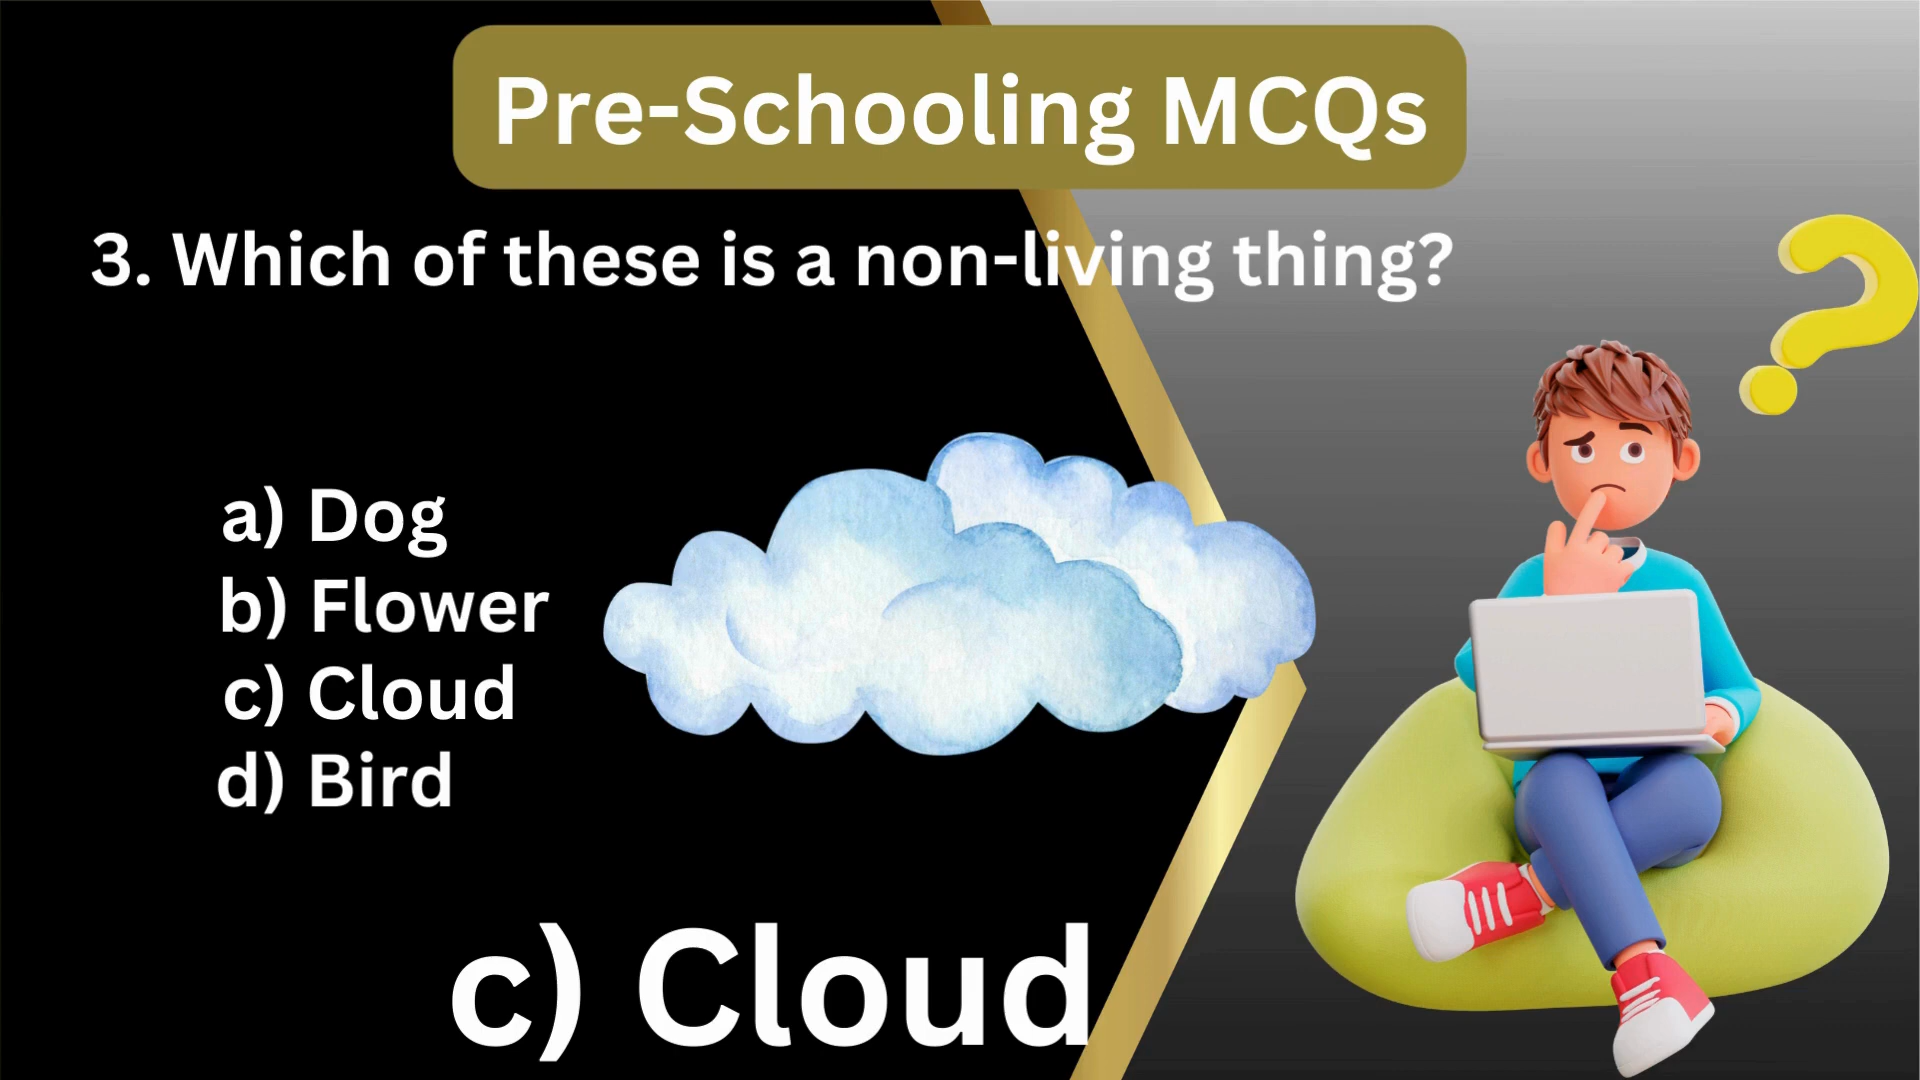 Pre-Schooling MCQs
3. Which of these is a non-living thing?
a) Dog
b) Flower
c) Cloud
d) Bird
c) Cloud